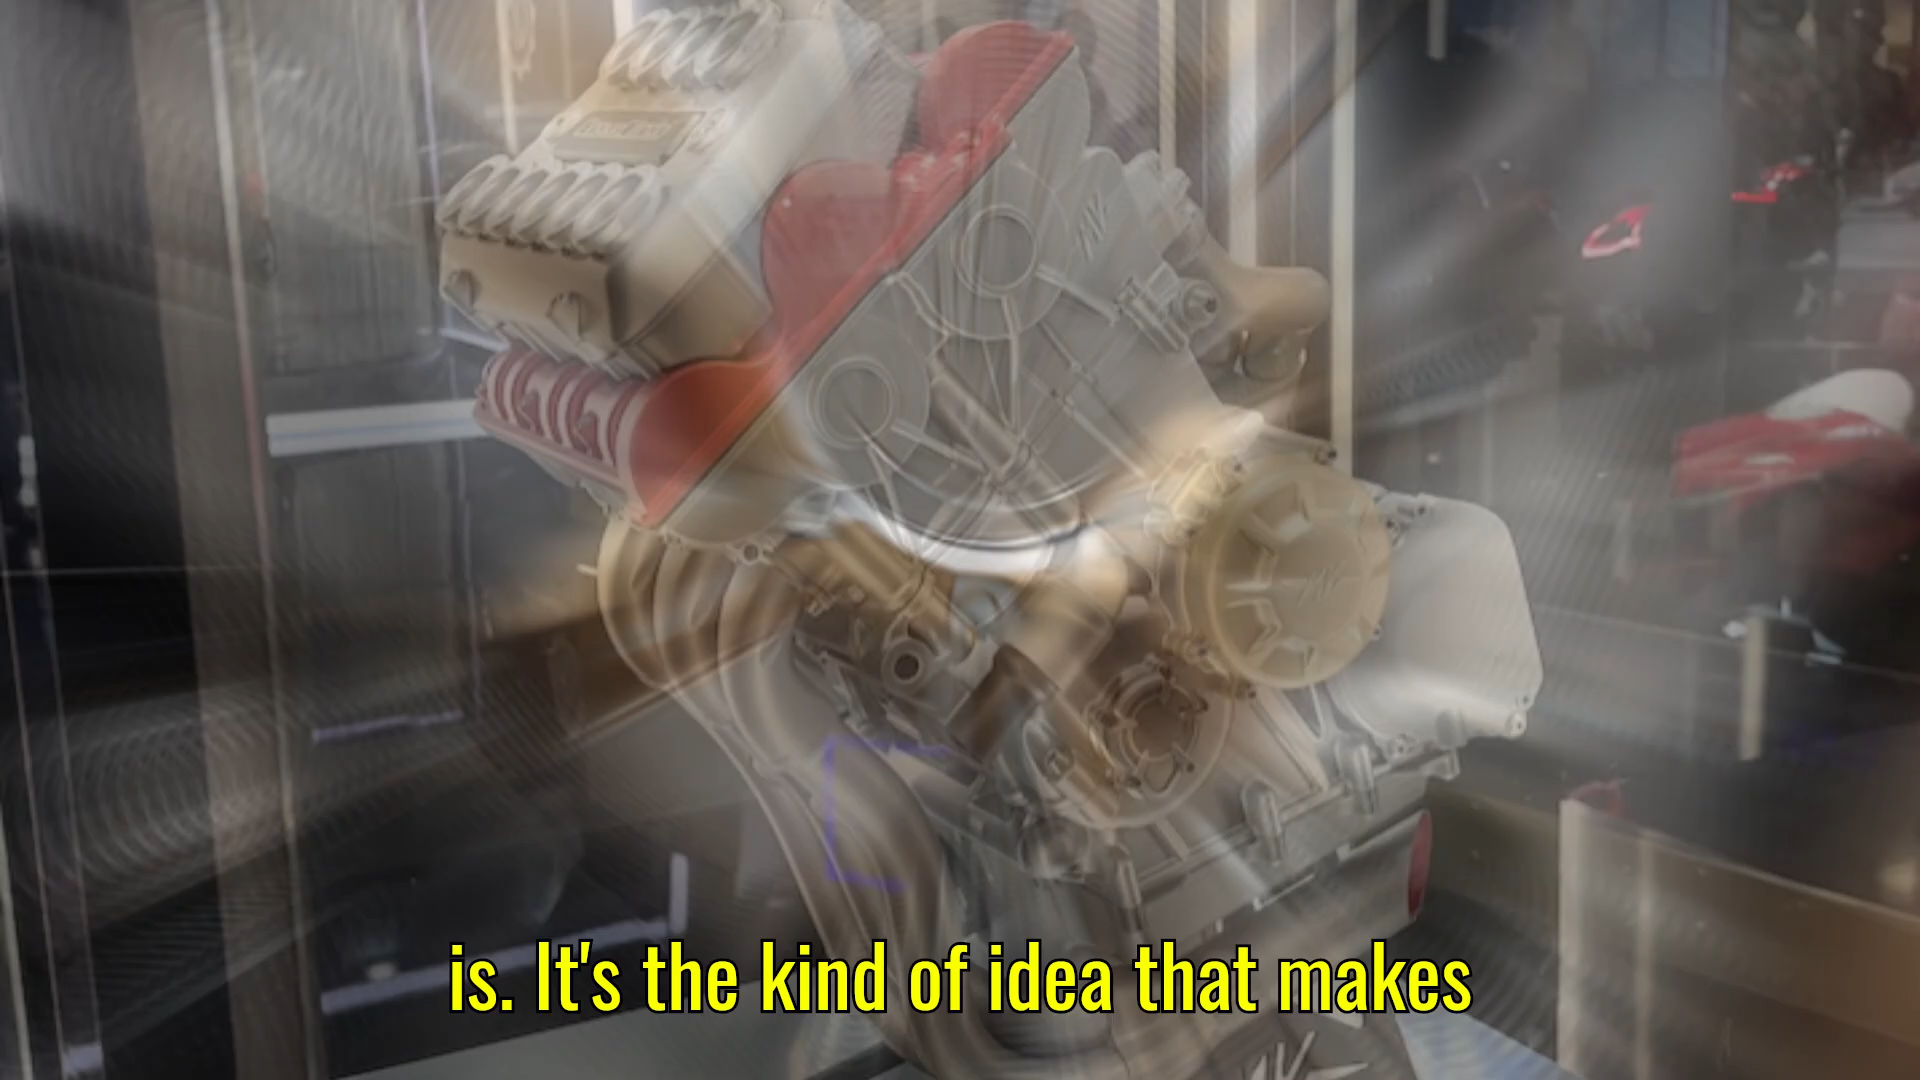 is. It's the kind of idea that makes